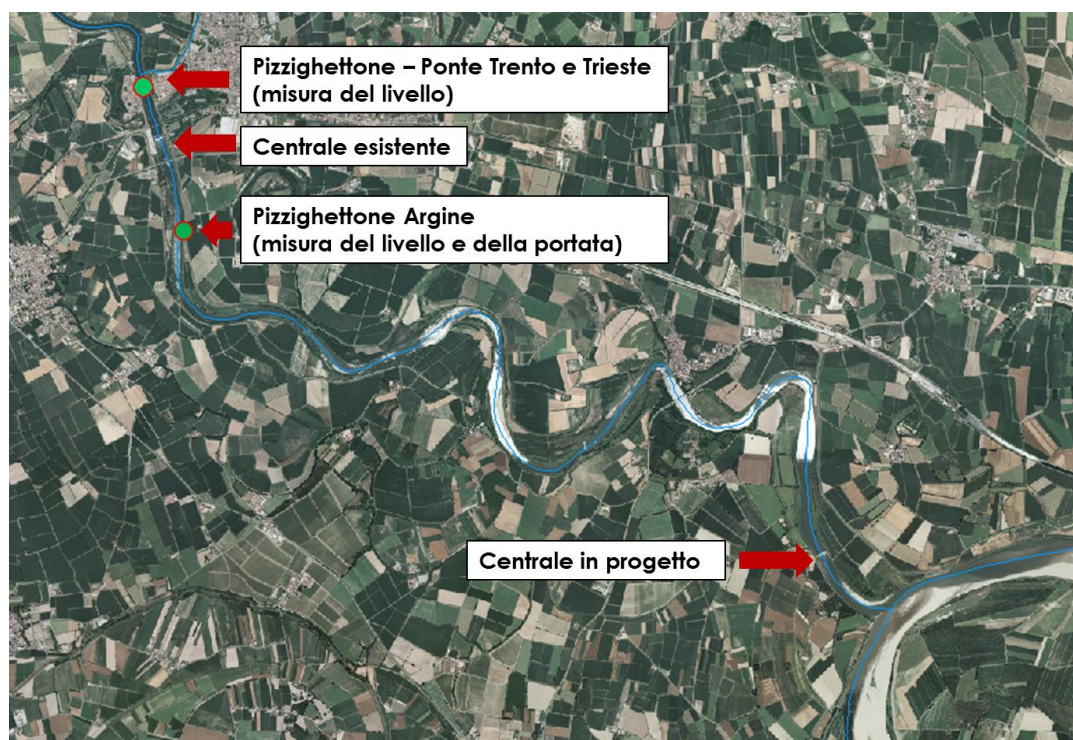 Pizzighettone – Ponte Trento e Trieste
(misura del livello)
Centrale esistente
Pizzighettone Argine
(misura del livello e della portata)
Centrale in progetto